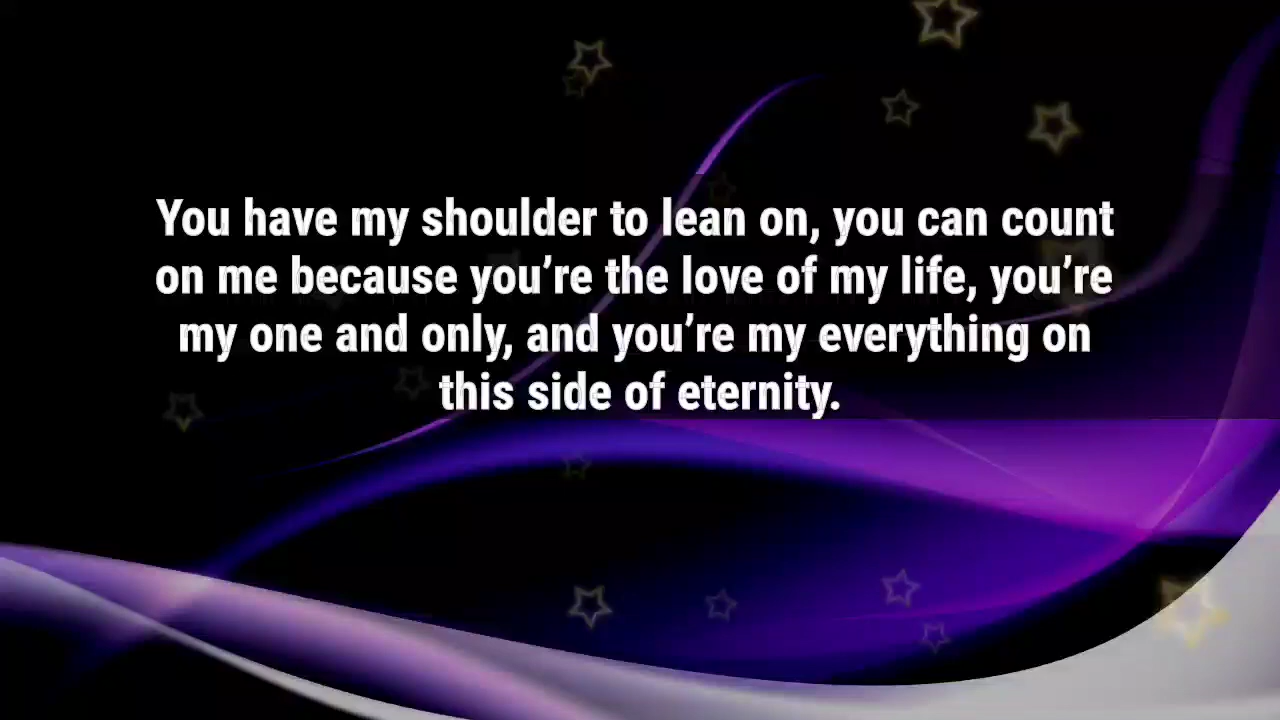 You have my shoulder to lean on, you can count
on me because you’re the love of my life, you’re
my one and only, and you’re my everything on
this side of eternity.